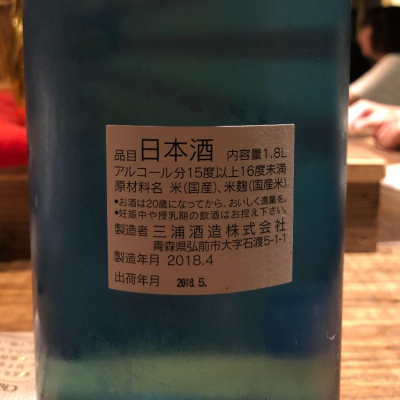 品目 日本酒 内容量1.8L
アルコール分15度以上16度未満
原材料名 米(国産)、米麹(国産米)
●お酒は20歳になってから、おいしく適量を。
●妊娠中や授乳期の飲酒はお控え下さい。
製造者 三浦酒造株式会社
青森県弘前市大字石渡5-1-1
製造年月 2018.4
出荷年月 2018.5.